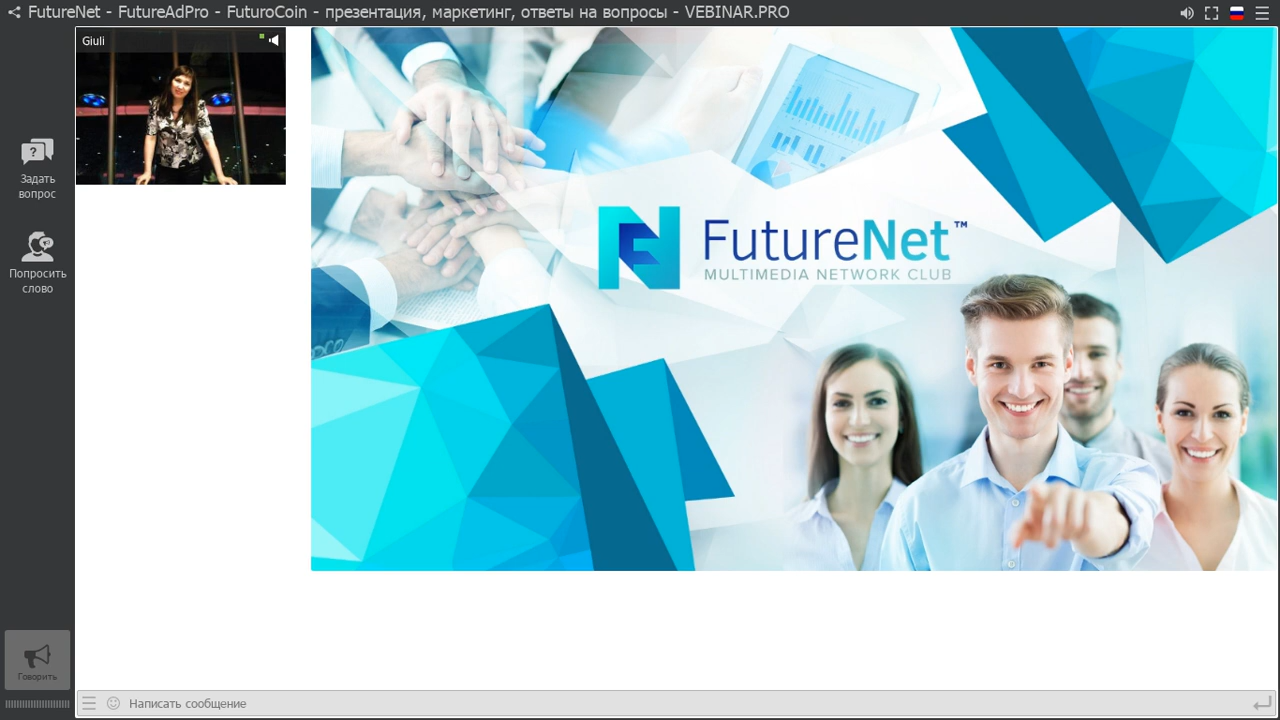 FutureNet - FutureAdPro - FuturoCoin - презентация, маркетинг, ответы на вопросы - VEBINAR.PRO
Giuli
Задать
вопрос
Попросить
слово
FutureNet™
MULTIMEDIA NETWORK CLUB
Говорить
Написать сообщение